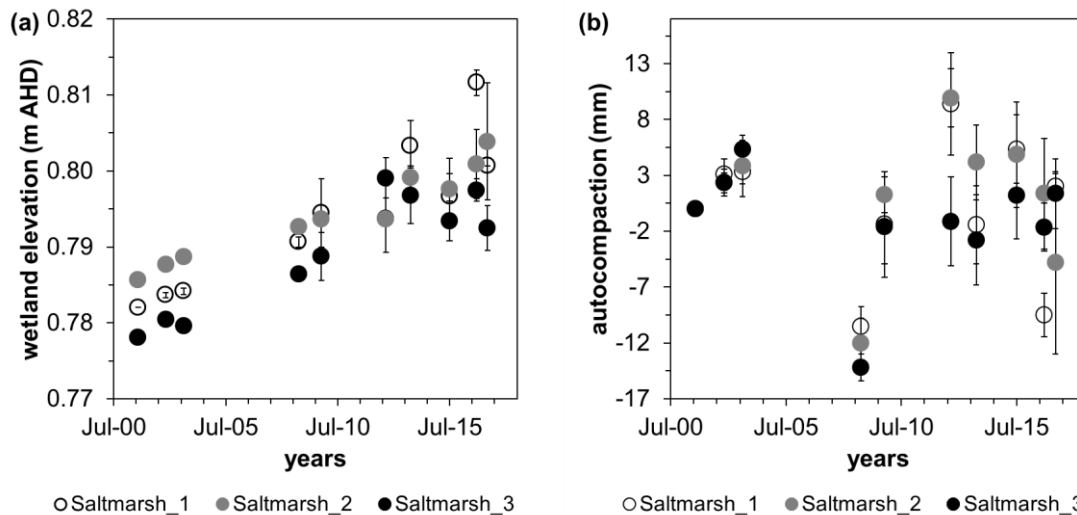 (a)
wetland elevation (m AHD)
0.82
0.81
0.80
0.79
0.78
0.77
Jul-00 Jul-05 Jul-10 Jul-15
years
Saltmarsh_1 Saltmarsh_2 Saltmarsh_3
(b)
autocompaction (mm)
13
8
3
-2
-7
-12
-17
Jul-00 Jul-05 Jul-10 Jul-15
years
Saltmarsh_1 Saltmarsh_2 Saltmarsh_3